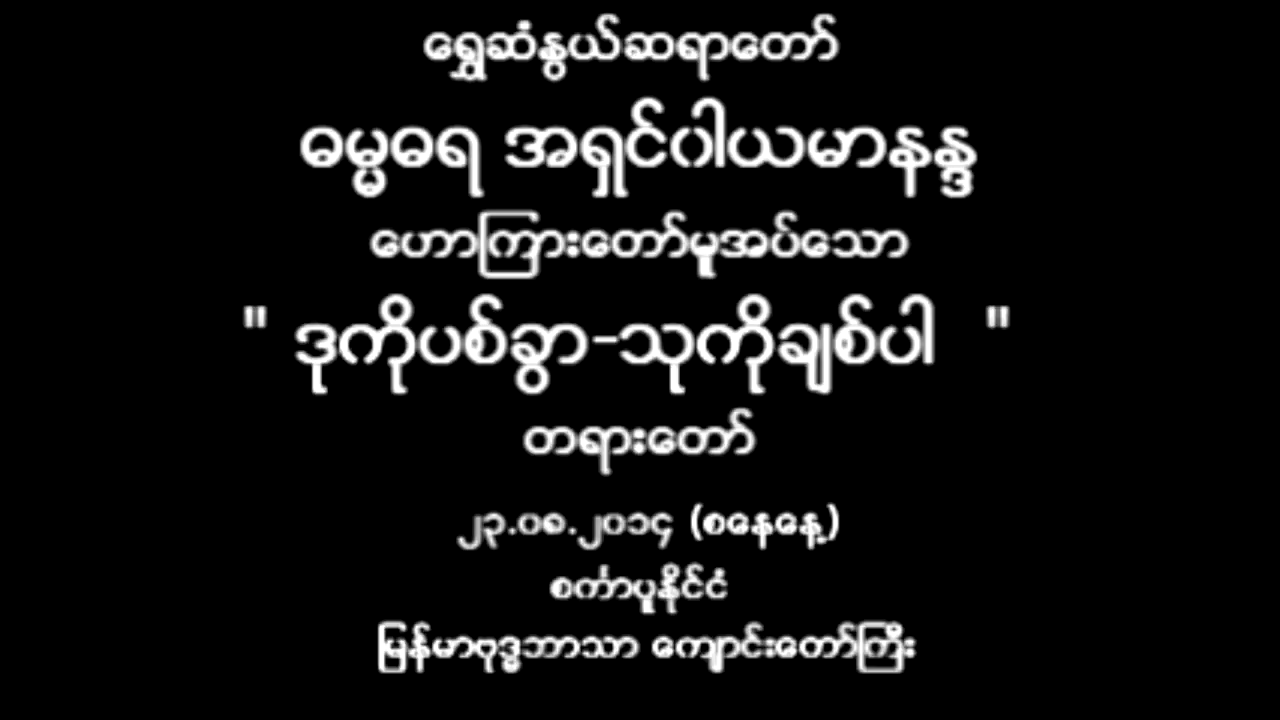 ရွှေဆံနွယ်ဆရာတော်
ဓမ္မဓရ အရှင်ပါယမာနန္ဒ
ဟောကြားတော်မူအပ်သော
" ဒုကိုပစ်ခွာ-သုကိုချစ်ပါ "
တရားတော်
၂၃.၀၈.၂၀၁၄ (စနေနေ့)
စင်္ကာပူနိုင်ငံ
မြန်မာဗုဒ္ဓဘာသာ ကျောင်းတော်ကြီး